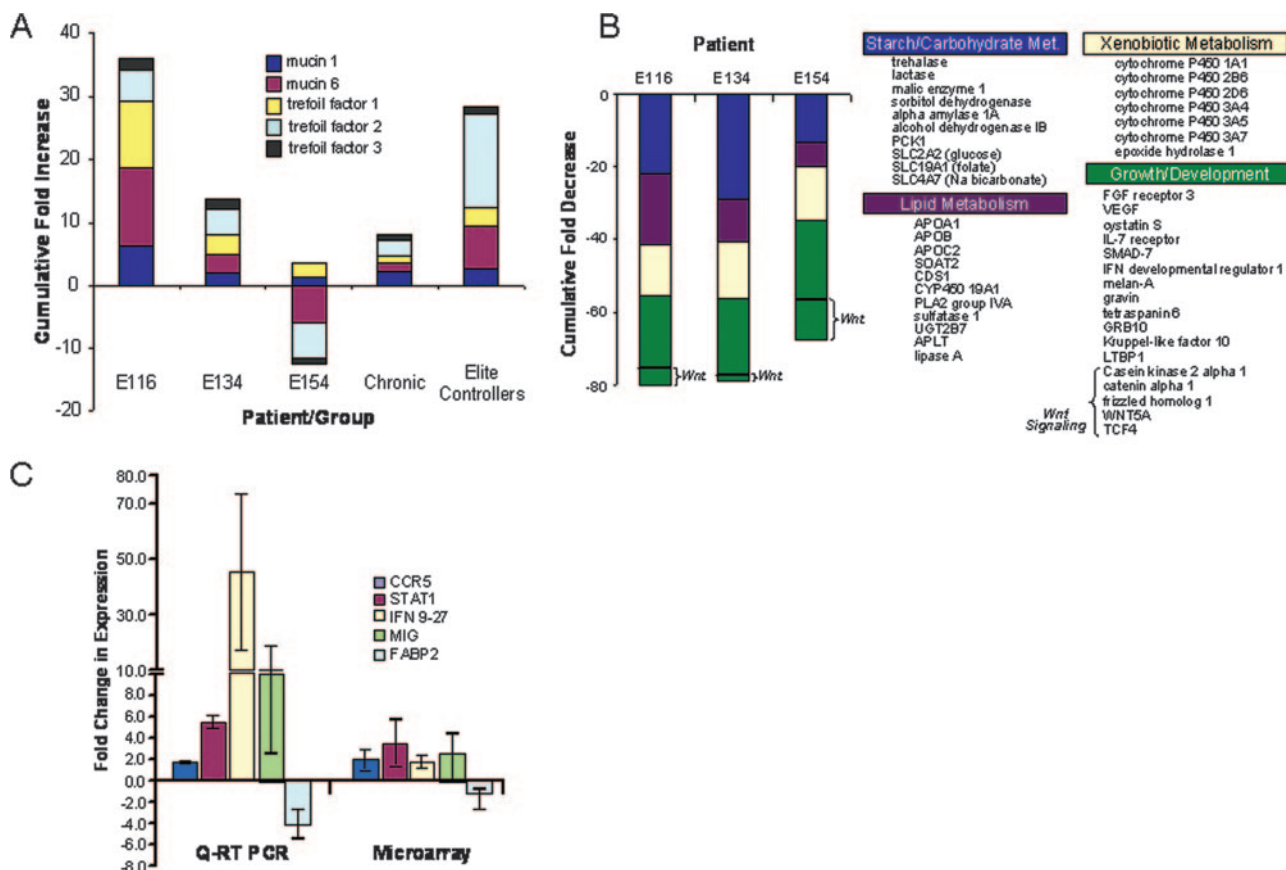 A
40
30
20
10
0
-10
-20
Cumulative Fold Increase
mucin 1
mucin 6
trefoil factor 1
trefoil factor 2
trefoil factor 3
E116
E134
E154
Chronic
Elite
Controllers
Patient/Group
B
Patient
E116
E134
E154
0
-20
-40
-60
-80
Cumulative Fold Decrease
Wnt
Wnt
Wnt
Starch/Carbohydrate Met.
trehalase
lactase
malic enzyme 1
sorbitol dehydrogenase
alpha amylase 1A
alcohol dehydrogenase IB
PCK1
SLC2A2 (glucose)
SLC19A1 (folate)
SLC4A7 (Na bicarbonate)
Lipid Metabolism
APOA1
APOB
APOC2
SOAT2
CDS1
CYP450 19A1
PLA2 group IVA
sulfatase 1
UGT2B7
APLT
lipase A
Xenobiotic Metabolism
cytochrome P450 1A1
cytochrome P450 2B6
cytochrome P450 2D6
cytochrome P450 3A4
cytochrome P450 3A5
cytochrome P450 3A7
epoxide hydrolase 1
Growth/Development
FGF receptor 3
VEGF
cystatin S
IL-7 receptor
SMAD-7
IFN developmental regulator 1
melan-A
gravin
tetraspanin 6
GRB10
Kruppel-like factor 10
LTBP1
Casein kinase 2 alpha 1
catenin alpha 1
frizzled homolog 1
WNT5A
TCF4
Wnt
Signaling
C
80.0
70.0
50.0
30.0
10.0
8.0
6.0
4.0
2.0
0.0
-2.0
-4.0
-6.0
-8.0
Fold Change in Expression
CCR5
STAT1
IFN 9-27
MIG
FABP2
Q-RT PCR
Microarray